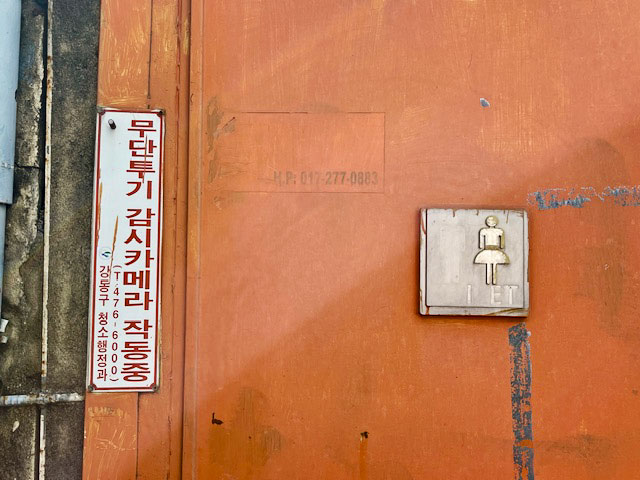 무단투기 감시카메라 작동중
(T.476-6000)
강동구 청소행정과
H.P: 017-277-0883
I ET